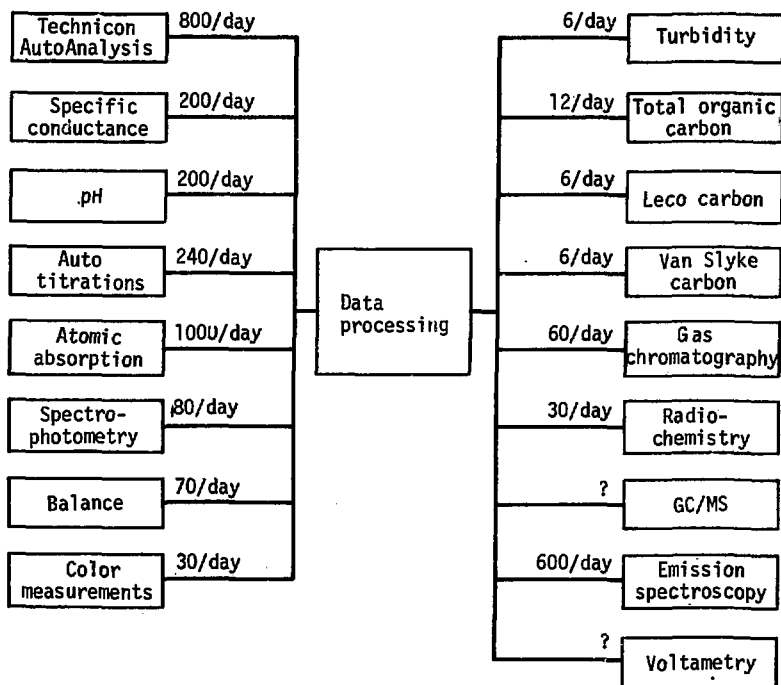 Technicon
AutoAnalysis
800/day
Specific
conductance
200/day
pH
200/day
Auto
titrations
240/day
Atomic
absorption
1000/day
Spectro-
photometry
80/day
Balance
70/day
Color
measurements
30/day
Data
processing
6/day
Turbidity
12/day
Total organic
carbon
6/day
Leco carbon
6/day
Van Slyke
carbon
60/day
Gas
chromatography
30/day
Radio-
chemistry
?
GC/MS
600/day
Emission
spectroscopy
?
Voltametry